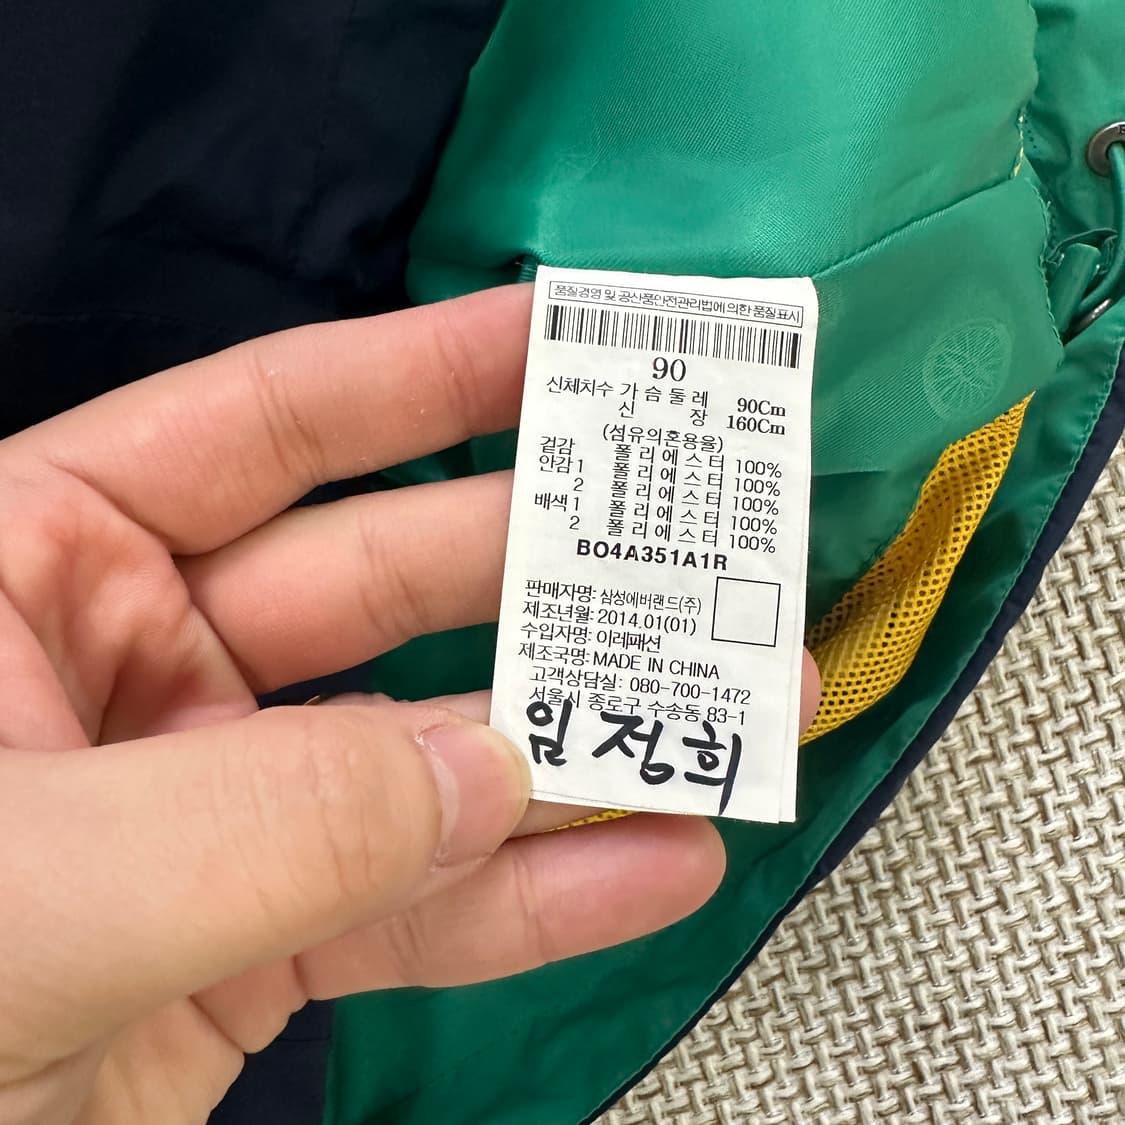 품질경영 및 공산품안전관리법에 의한 품질표시
90
신체치수 가 슴 둘 레 90Cm
신 장 160Cm
(섬유의혼용율)
겉감 폴 리 에 스 터 100%
안감 1 폴 리 에 스 터 100%
2 폴 리 에 스 터 100%
배색 1 폴 리 에 스 터 100%
2 폴 리 에 스 터 100%
BO4A351A1R
판매자명: 삼성에버랜드(주)
제조년월: 2014.01(01)
수입자명: 이레패션
제조국명: MADE IN CHINA
고객상담실: 080-700-1472
서울시 종로구 수송동 83-1
임정희